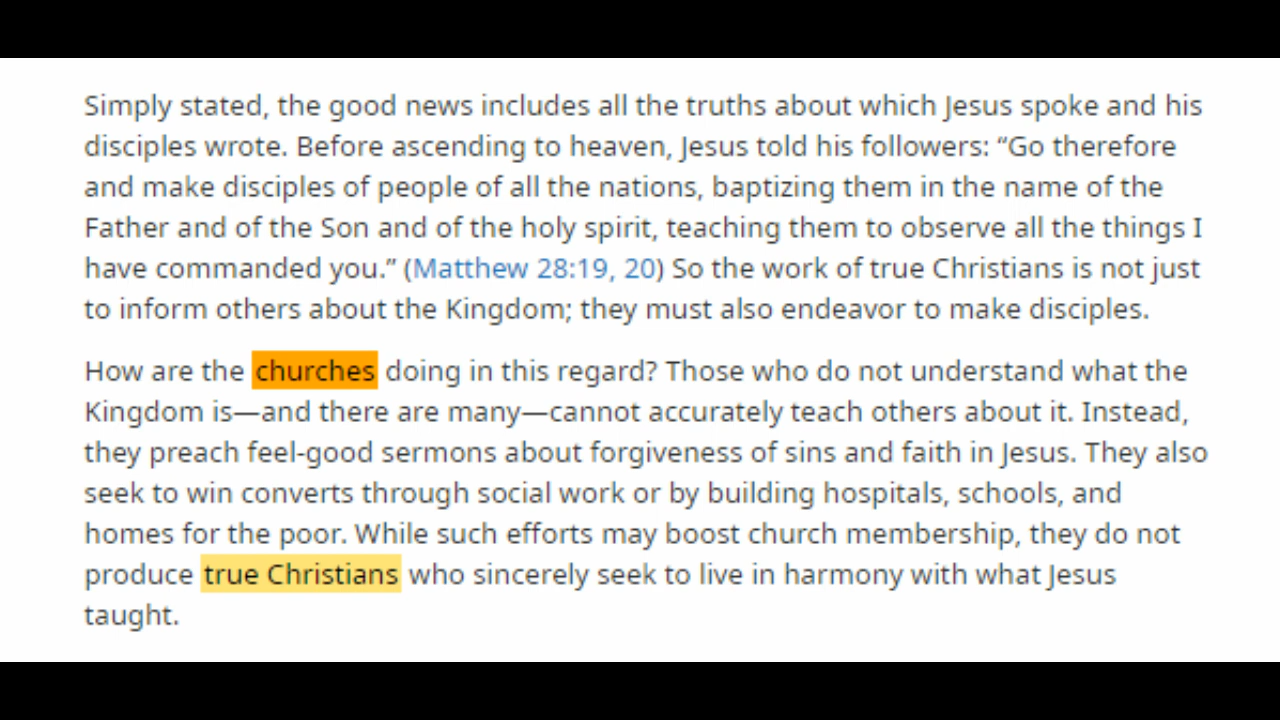 Simply stated, the good news includes all the truths about which Jesus spoke and his
disciples wrote. Before ascending to heaven, Jesus told his followers: “Go therefore
and make disciples of people of all the nations, baptizing them in the name of the
Father and of the Son and of the holy spirit, teaching them to observe all the things I
have commanded you.” (Matthew 28:19, 20) So the work of true Christians is not just
to inform others about the Kingdom; they must also endeavor to make disciples.
How are the churches doing in this regard? Those who do not understand what the
Kingdom is—and there are many—cannot accurately teach others about it. Instead,
they preach feel-good sermons about forgiveness of sins and faith in Jesus. They also
seek to win converts through social work or by building hospitals, schools, and
homes for the poor. While such efforts may boost church membership, they do not
produce true Christians who sincerely seek to live in harmony with what Jesus
taught.